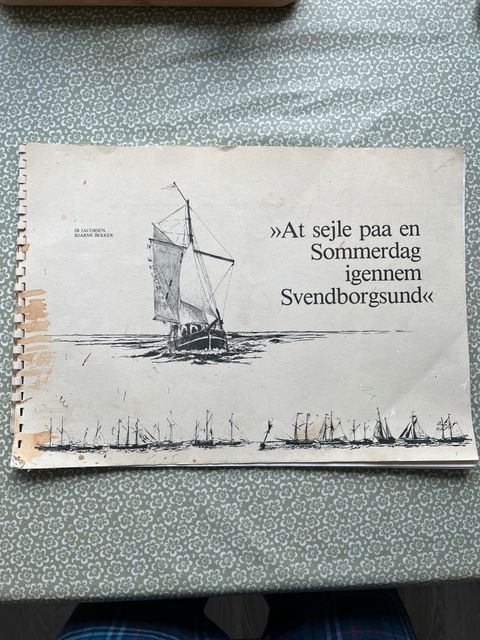 IB JACOBSEN
BJARNE BEKKER
»At sejle paa en
Sommerdag
igennem
Svendborgsund«